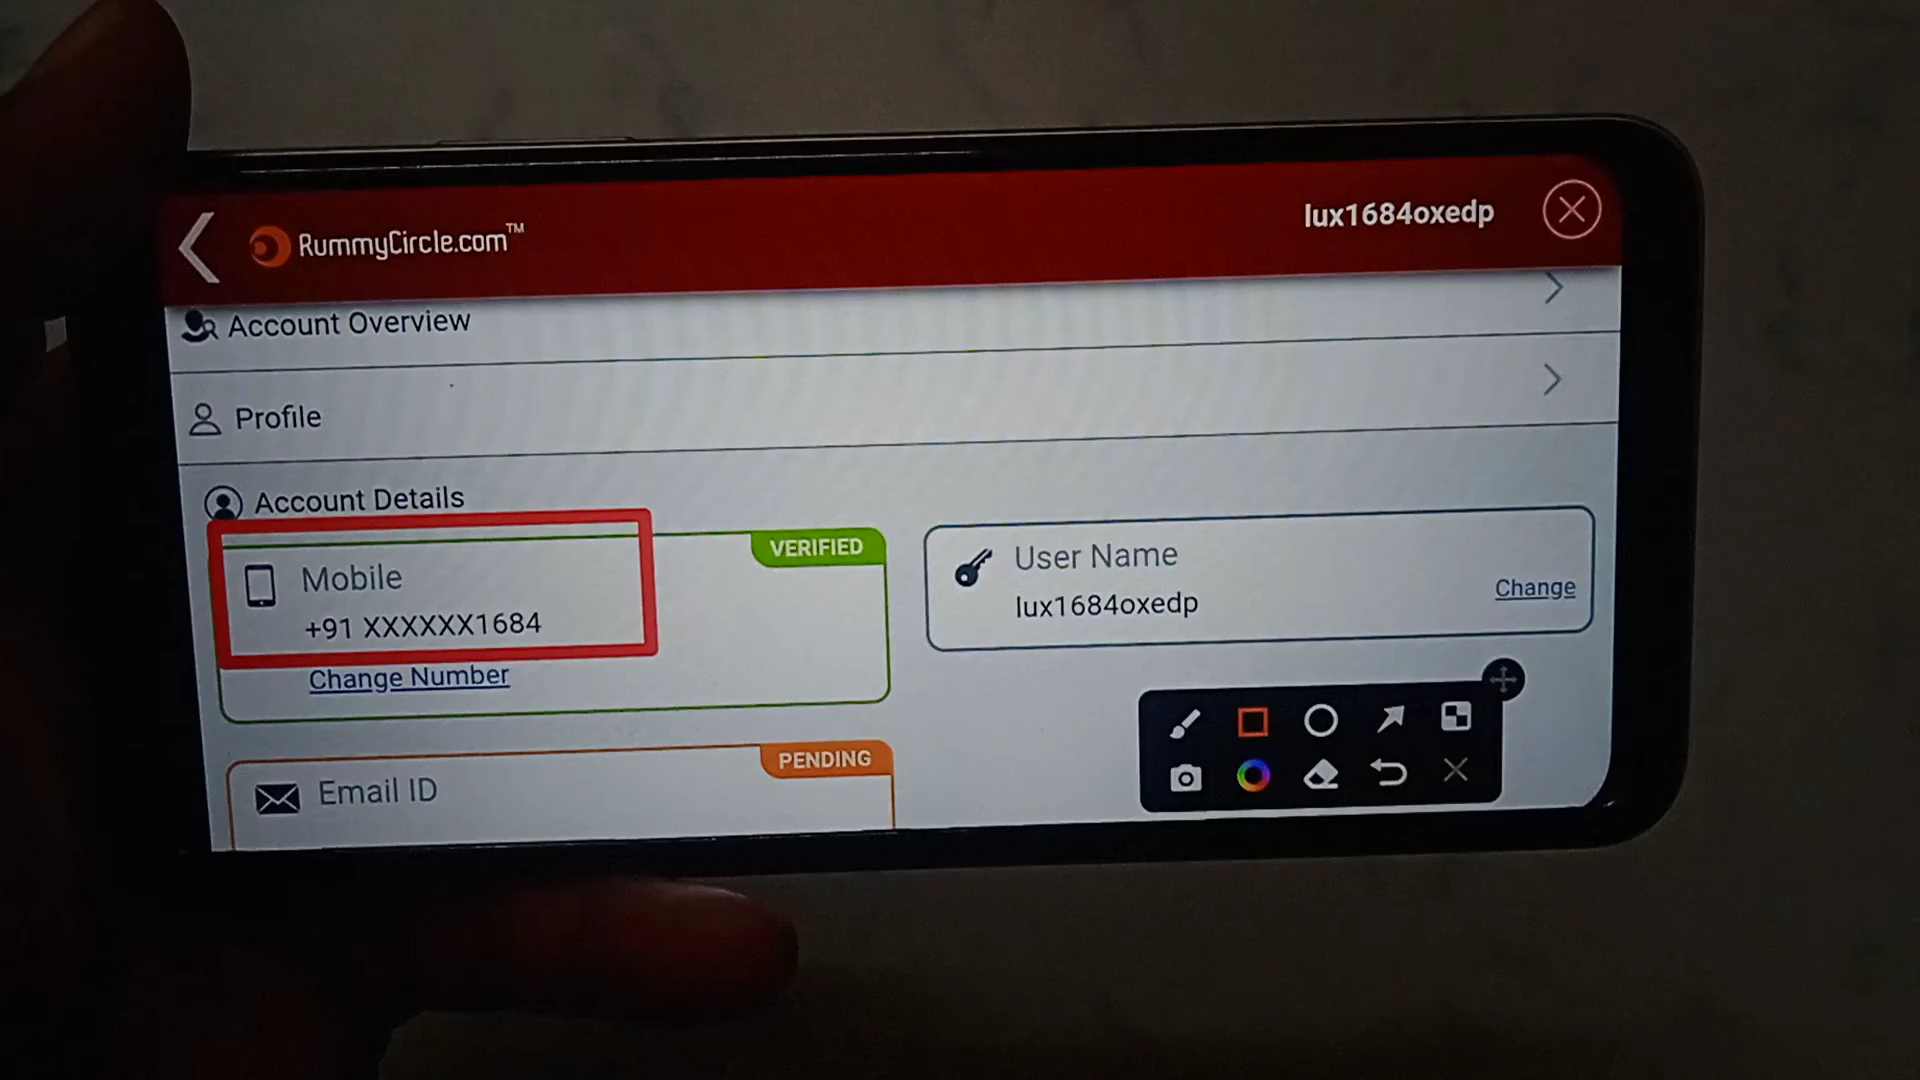 RummyCircle.com™
lux1684oxedp
Account Overview
Profile
Account Details
VERIFIED
Mobile
+91 XXXXXX1684
Change Number
User Name
lux1684oxedp
Change
PENDING
Email ID